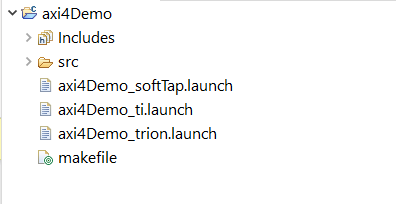 axi4Demo
Includes
src
axi4Demo_softTap.launch
axi4Demo_ti.launch
axi4Demo_trion.launch
makefile